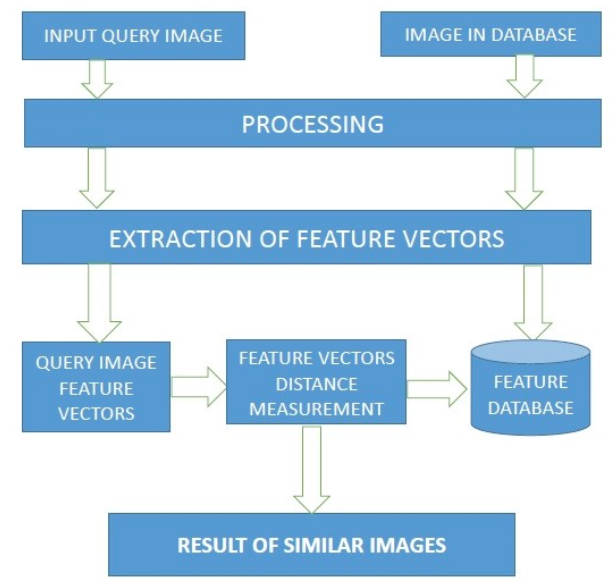 INPUT QUERY IMAGE
IMAGE IN DATABASE
PROCESSING
EXTRACTION OF FEATURE VECTORS
QUERY IMAGE
FEATURE
VECTORS
FEATURE VECTORS
DISTANCE
MEASUREMENT
FEATURE
DATABASE
RESULT OF SIMILAR IMAGES